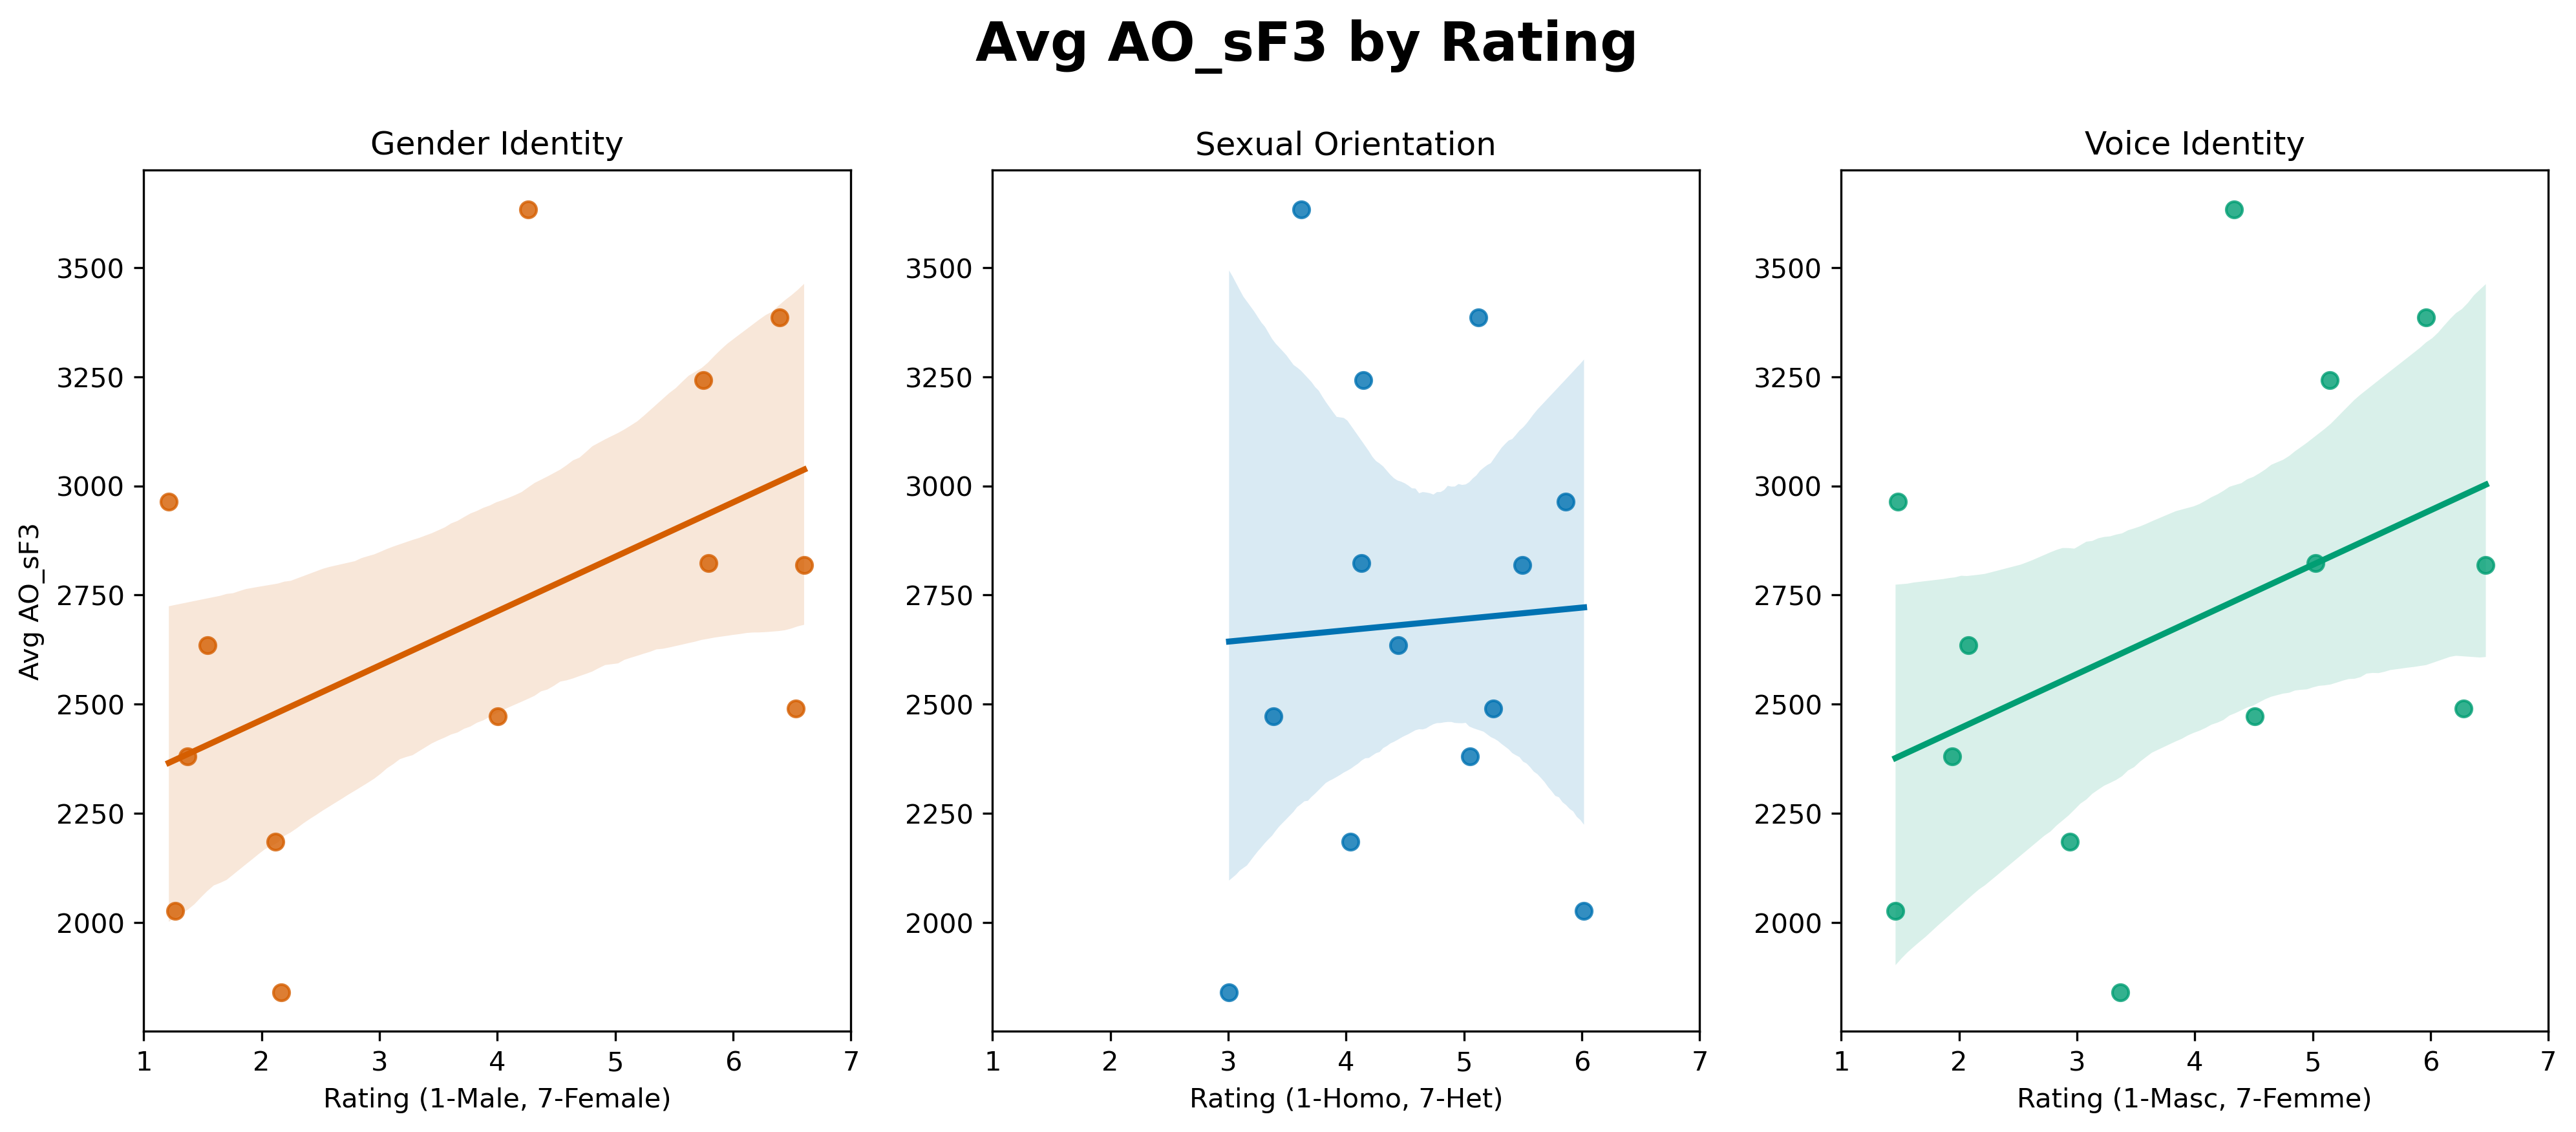 Avg AO_sF3 by Rating
Gender Identity
Sexual Orientation
Voice Identity
Avg AO_sF3
3500
3250
3000
2750
2500
2250
2000
1 2 3 4 5 6 7
Rating (1-Male, 7-Female)
3500
3250
3000
2750
2500
2250
2000
1 2 3 4 5 6 7
Rating (1-Homo, 7-Het)
3500
3250
3000
2750
2500
2250
2000
1 2 3 4 5 6 7
Rating (1-Masc, 7-Femme)